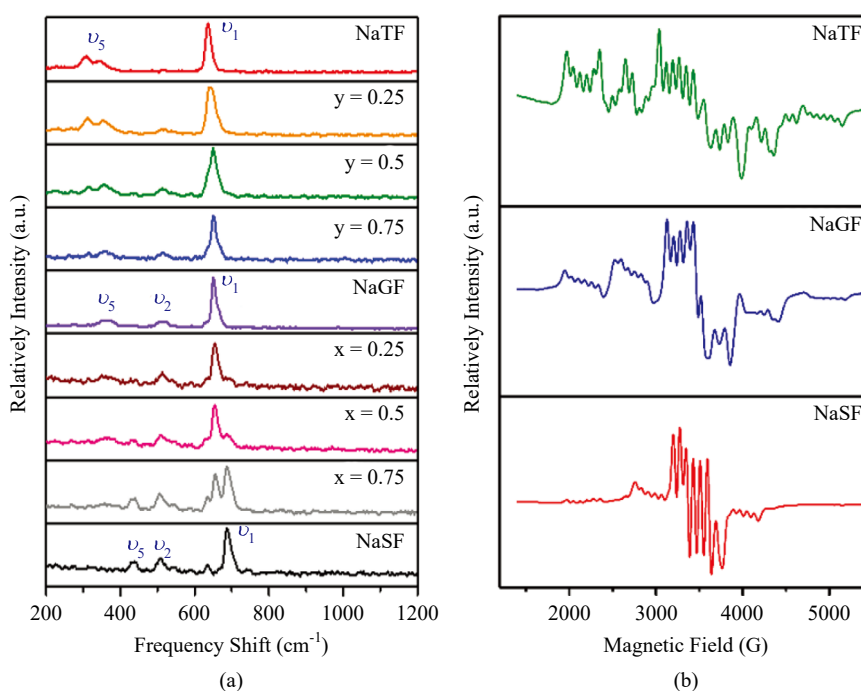 NaTF
υ5
υ1
y = 0.25
y = 0.5
y = 0.75
NaGF
υ5
υ2
υ1
x = 0.25
x = 0.5
x = 0.75
NaSF
υ5
υ2
υ1
Relatively Intensity (a.u.)
200 400 600 800 1000 1200
Frequency Shift (cm-1)
(a)
NaTF
NaGF
NaSF
Relatively Intensity (a.u.)
2000 3000 4000 5000
Magnetic Field (G)
(b)